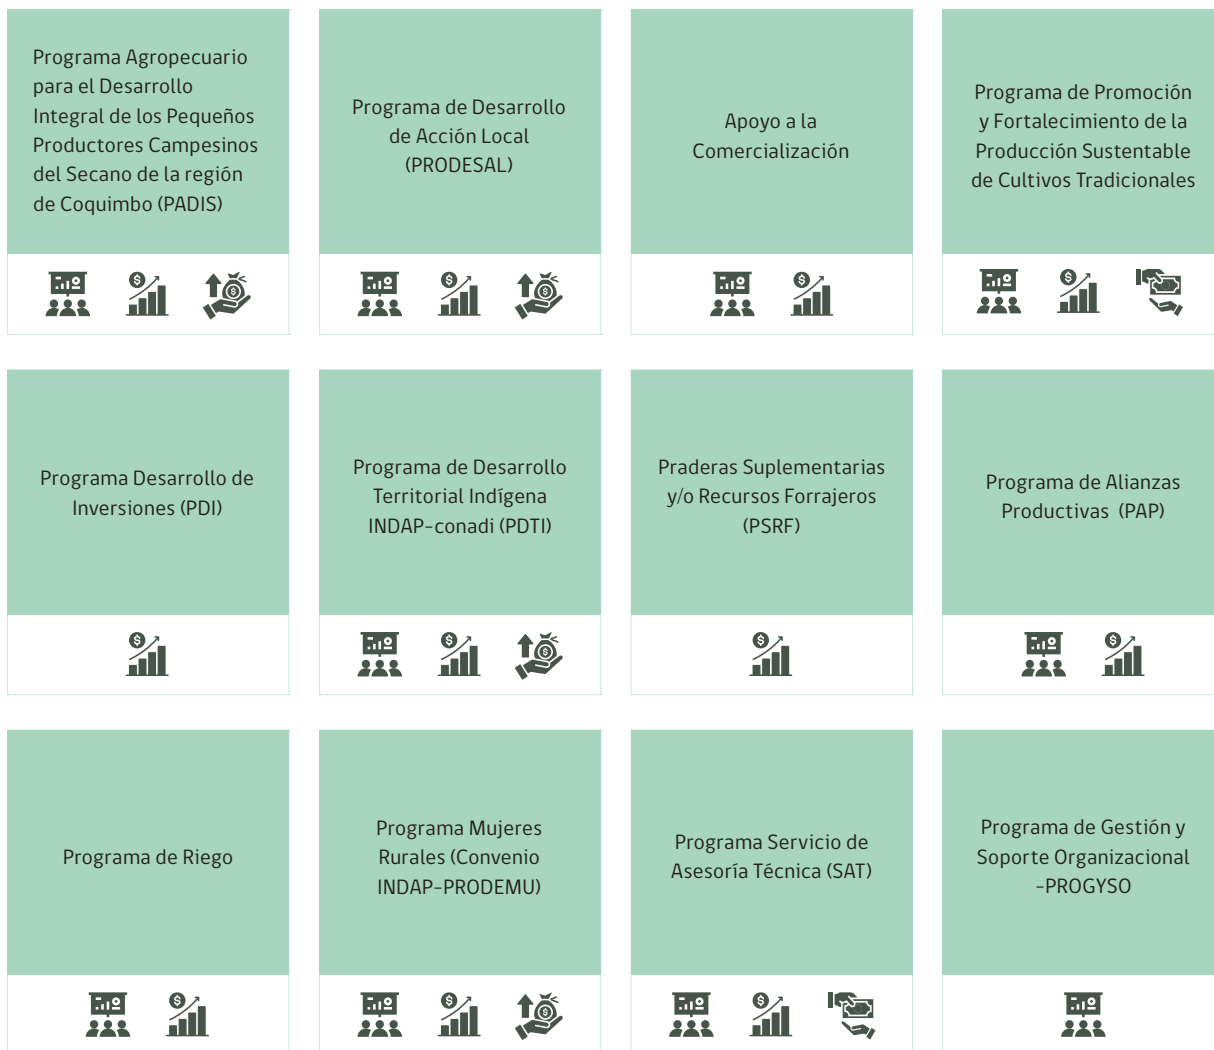 Programa Agropecuario
para el Desarrollo
Integral de los Pequeños
Productores Campesinos
del Secano de la región
de Coquimbo (PADIS)
Programa de Desarrollo
de Acción Local
(PRODESAL)
Apoyo a la
Comercialización
Programa de Promoción
y Fortalecimiento de la
Producción Sustentable
de Cultivos Tradicionales
Programa Desarrollo de
Inversiones (PDI)
Programa de Desarrollo
Territorial Indígena
INDAP-conadi (PDTI)
Praderas Suplementarias
y/o Recursos Forrajeros
(PSRF)
Programa de Alianzas
Productivas (PAP)
Programa de Riego
Programa Mujeres
Rurales (Convenio
INDAP-PRODEMU)
Programa Servicio de
Asesoría Técnica (SAT)
Programa de Gestión y
Soporte Organizacional
-PROGYSO